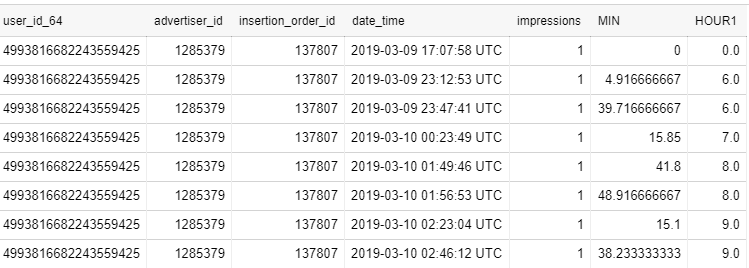 user_id_64 advertiser_id insertion_order_id date_time impressions MIN HOUR1
4993816682243559425 1285379 137807 2019-03-09 17:07:58 UTC 1 0 0.0
4993816682243559425 1285379 137807 2019-03-09 23:12:53 UTC 1 4.916666667 6.0
4993816682243559425 1285379 137807 2019-03-09 23:47:41 UTC 1 39.716666667 6.0
4993816682243559425 1285379 137807 2019-03-10 00:23:49 UTC 1 15.85 7.0
4993816682243559425 1285379 137807 2019-03-10 01:49:46 UTC 1 41.8 8.0
4993816682243559425 1285379 137807 2019-03-10 01:56:53 UTC 1 48.916666667 8.0
4993816682243559425 1285379 137807 2019-03-10 02:23:04 UTC 1 15.1 9.0
4993816682243559425 1285379 137807 2019-03-10 02:46:12 UTC 1 38.233333333 9.0